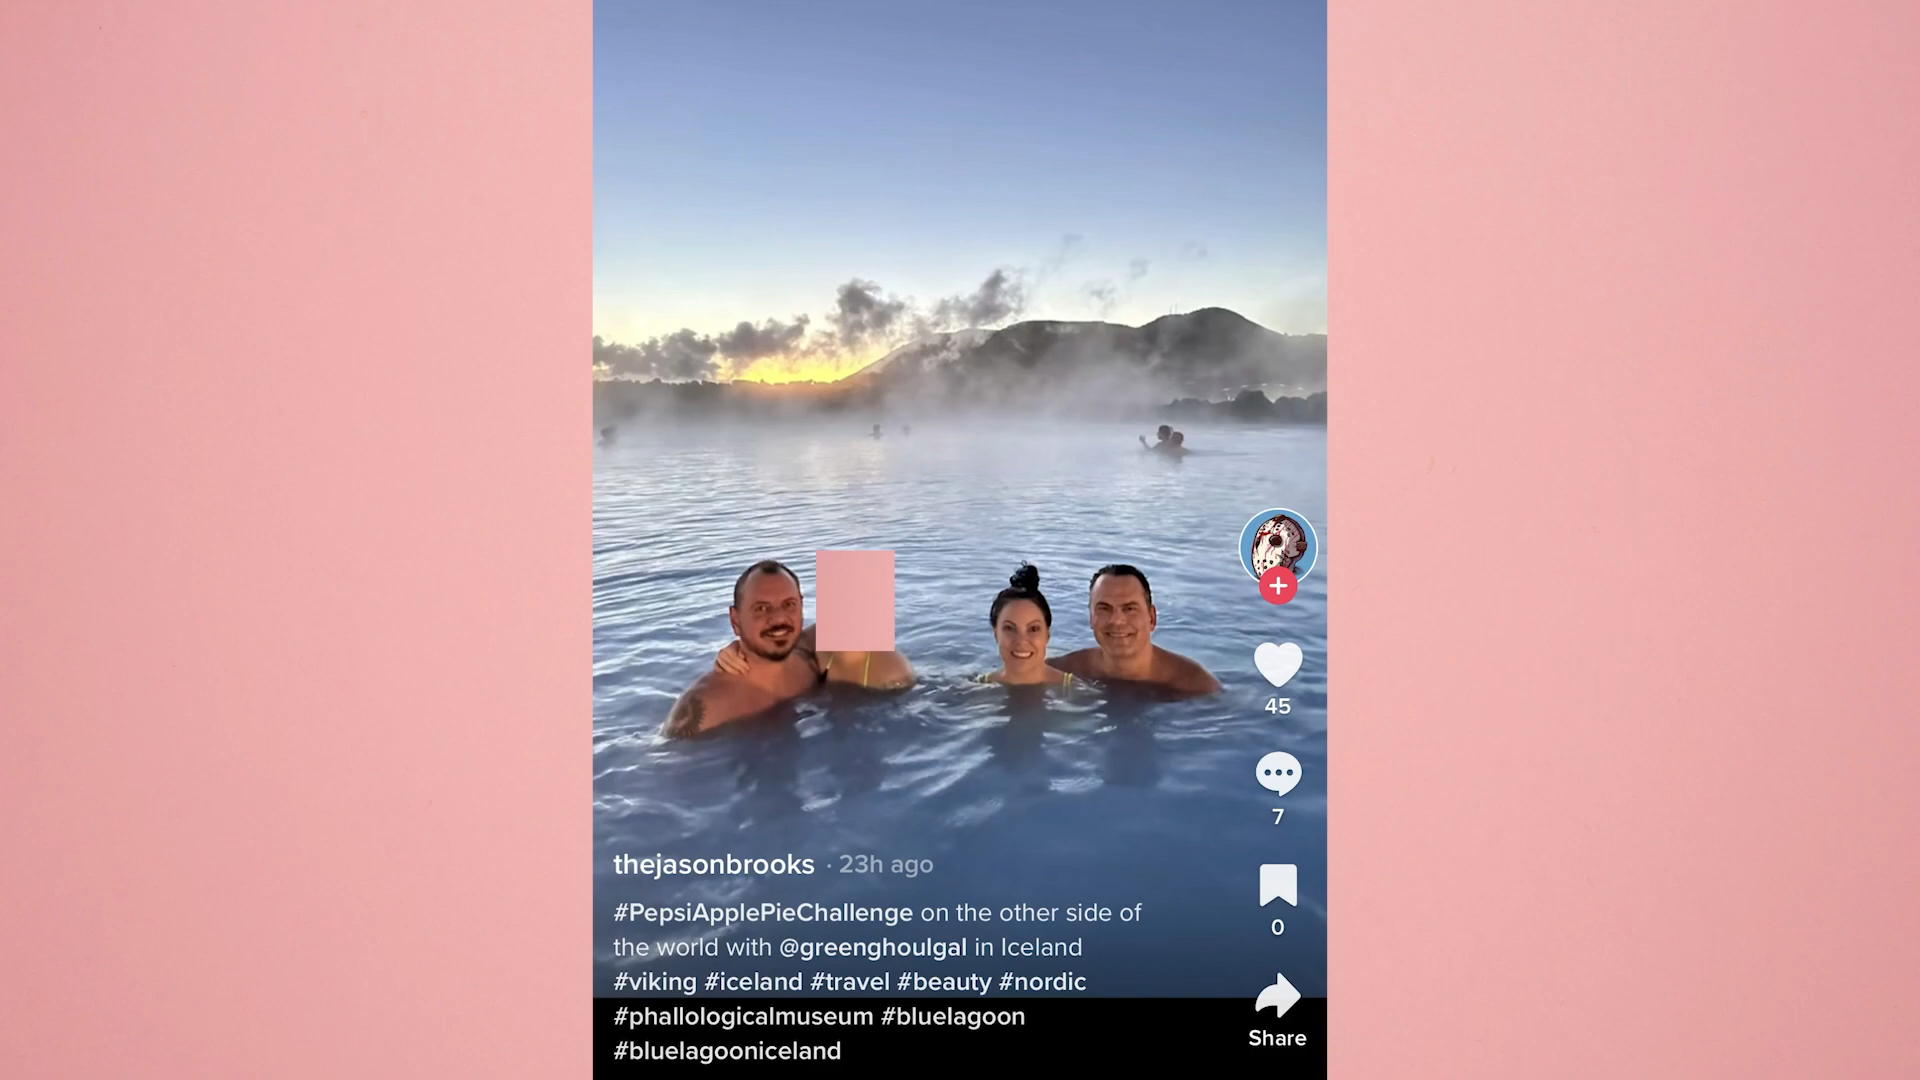 45
7
thejasonbrooks · 23h ago
0
#PepsiApplePieChallenge on the other side of
the world with @greenghoulgal in Iceland
#viking #iceland #travel #beauty #nordic
#phallologicalmuseum #bluelagoon
Share
#bluelagooniceland